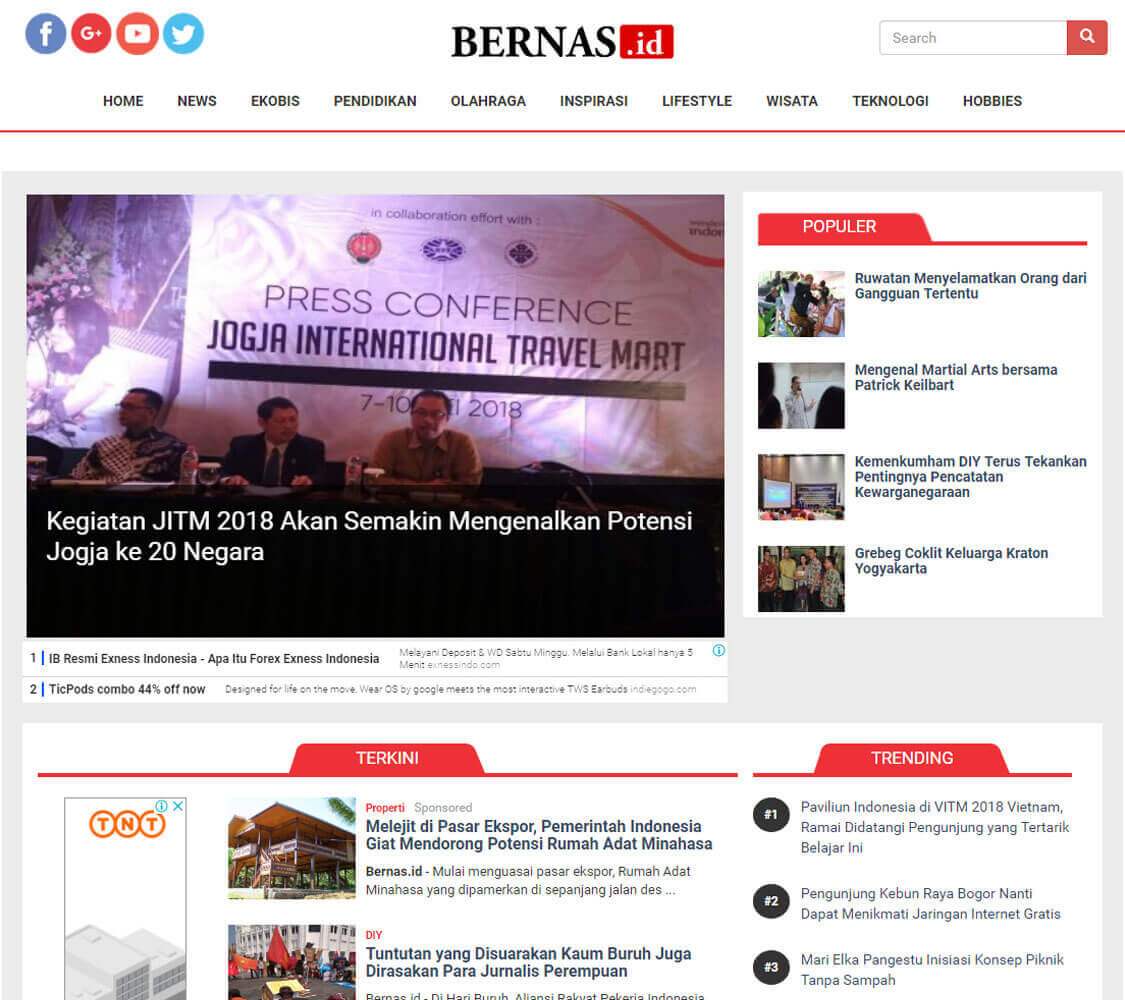 f
G+
BERNAS.id
Search
HOME NEWS EKOBIS PENDIDIKAN OLAHRAGA INSPIRASI LIFESTYLE WISATA TEKNOLOGI HOBBIES
in collaboration effort with :
PRESS CONFERENCE
JOGJA INTERNATIONAL TRAVEL MART
2018
Kegiatan JITM 2018 Akan Semakin Mengenalkan Potensi
Jogja ke 20 Negara
POPULER
Ruwatan Menyelamatkan Orang dari
Gangguan Tertentu
Mengenal Martial Arts bersama
Patrick Keilbart
Kemenkumham DIY Terus Tekankan
Pentingnya Pencatatan
Kewarganegaraan
Grebeg Coklit Keluarga Kraton
Yogyakarta
1 IB Resmi Exness Indonesia - Apa Itu Forex Exness Indonesia
Melayani Deposit & WD Sabtu Minggu. Melalui Bank Lokal hanya 5
Menit exnessindo.com
2 TicPods combo 44% off now Designed for life on the move. Wear OS by google meets the most interactive TWS Earbuds indiegogo.com
TERKINI
TNT
Properti Sponsored
Melejit di Pasar Ekspor, Pemerintah Indonesia
Giat Mendorong Potensi Rumah Adat Minahasa
Bernas.id - Mulai menguasai pasar ekspor, Rumah Adat
Minahasa yang dipamerkan di sepanjang jalan des ...
DIY
Tuntutan yang Disuarakan Kaum Buruh Juga
Dirasakan Para Jurnalis Perempuan
Bernas.id - Di Hari Buruh, Aliansi Rakyat Pekerja Indonesia
TRENDING
#1 Paviliun Indonesia di VITM 2018 Vietnam,
Ramai Didatangi Pengunjung yang Tertarik
Belajar Ini
#2 Pengunjung Kebun Raya Bogor Nanti
Dapat Menikmati Jaringan Internet Gratis
#3 Mari Elka Pangestu Inisiasi Konsep Piknik
Tanpa Sampah